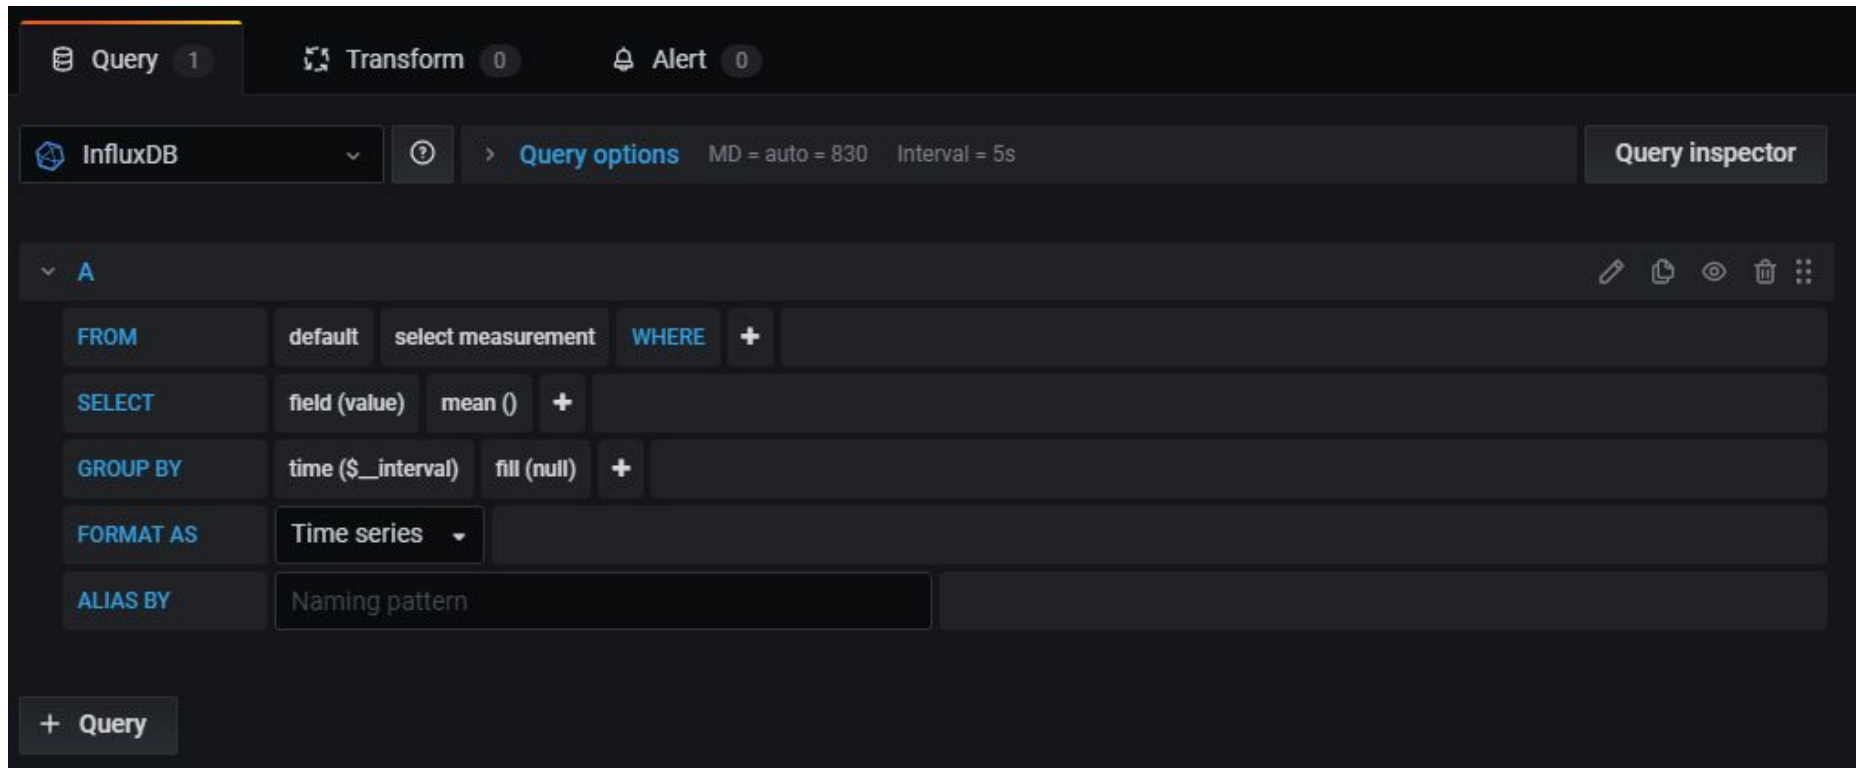 Query 1 Transform 0 Alert 0
InfluxDB Query options MD = auto = 830 Interval = 5s Query inspector
A
FROM default select measurement WHERE +
SELECT field (value) mean () +
GROUP BY time ($__interval) fill (null) +
FORMAT AS Time series
ALIAS BY Naming pattern
+ Query